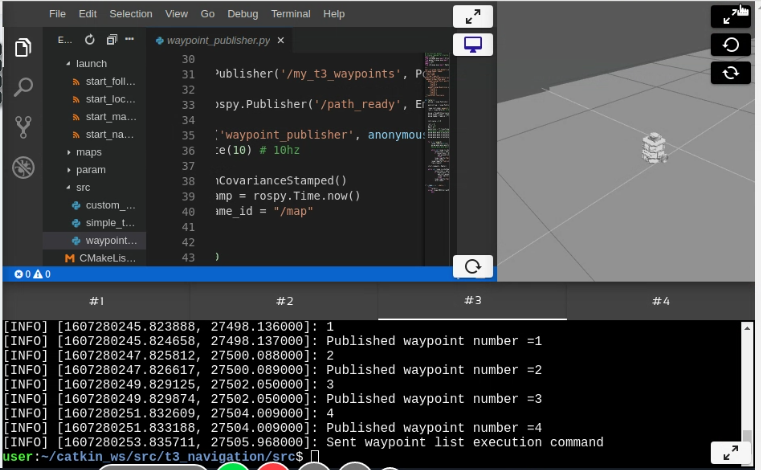 File Edit Selection View Go Debug Terminal Help
E...
waypoint_publisher.py ×
launch
start_foll...
start_loc...
start_ma...
start_na...
maps
param
src
custom_...
simple_t...
waypoint...
CMakeLis...
30
31 Publisher('/my_t3_waypoints', P
32
33 ospy.Publisher('/path_ready', E
34
35 'waypoint_publisher', anonymous
36 te(10) # 10hz
37
38 nCovarianceStamped()
39 amp = rospy.Time.now()
40 ame_id = "/map"
41
42
43 )
0 0
#1 #2 #3 #4
[INFO] [1607280245.823888, 27498.136000]: 1
[INFO] [1607280245.824658, 27498.137000]: Published waypoint number =1
[INFO] [1607280247.825812, 27500.088000]: 2
[INFO] [1607280247.826617, 27500.089000]: Published waypoint number =2
[INFO] [1607280249.829125, 27502.050000]: 3
[INFO] [1607280249.829874, 27502.050000]: Published waypoint number =3
[INFO] [1607280251.832609, 27504.009000]: 4
[INFO] [1607280251.833188, 27504.009000]: Published waypoint number =4
[INFO] [1607280253.835711, 27505.968000]: Sent waypoint list execution command
user:~/catkin_ws/src/t3_navigation/src$